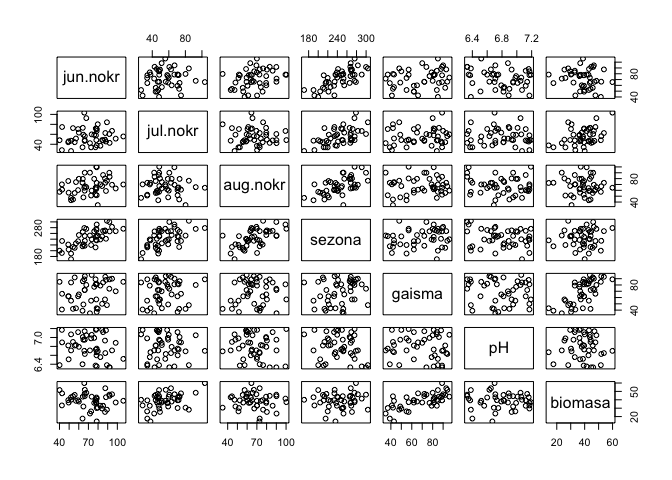 40 80
180 240 300
6.4 6.8 7.2
jun.nokr
40 80
40 100
jul.nokr
aug.nokr
40 80
180 280
sezona
gaisma
40 80
6.4 7.0
pH
biomasa
20 50
40 70 100
40 70 100
40 60 80
20 40 60